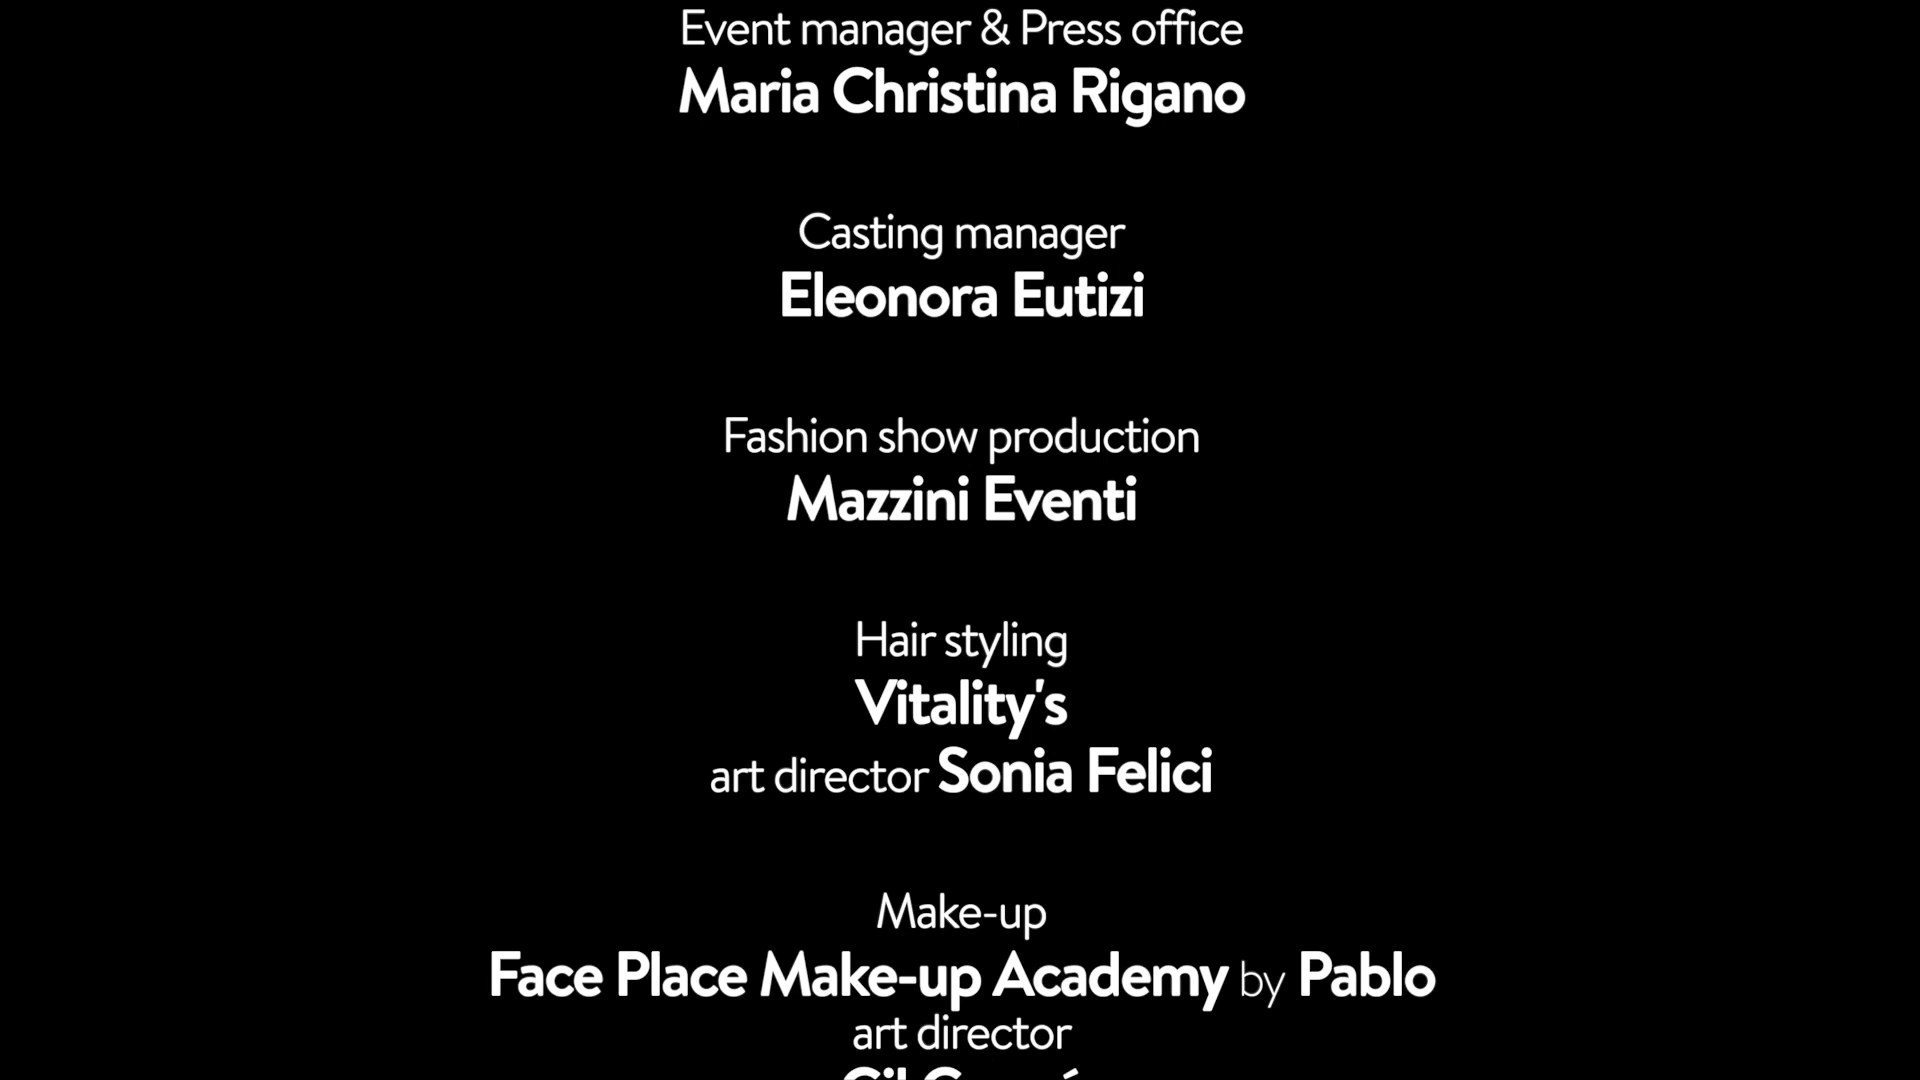 Event manager & Press office
Maria Christina Rigano
Casting manager
Eleonora Eutizi
Fashion show production
Mazzini Eventi
Hair styling
Vitality's
art director Sonia Felici
Make-up
Face Place Make-up Academy by Pablo
art director